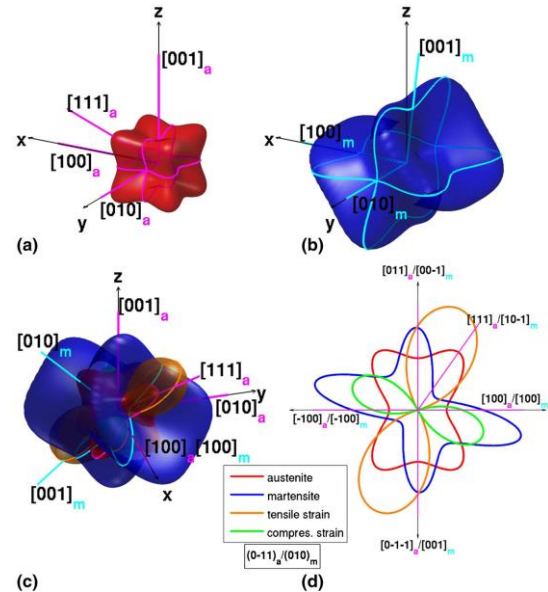 z
[001]a
[111]a
x
[100]a
[010]a
y
(a)
z
[001]m
[100]m
x
[010]m
y
(b)
z
[001]a
[010]m
[111]a
y
[010]a
[100]a [100]m
x
[001]m
(c)
[011]a/[00-1]m
[111]a/[10-1]m
[100]a/[100]m
[-100]a/[-100]m
[0-1-1]a/[001]m
austenite
martensite
tensile strain
compres. strain
(0-11)a/(010)m
(d)